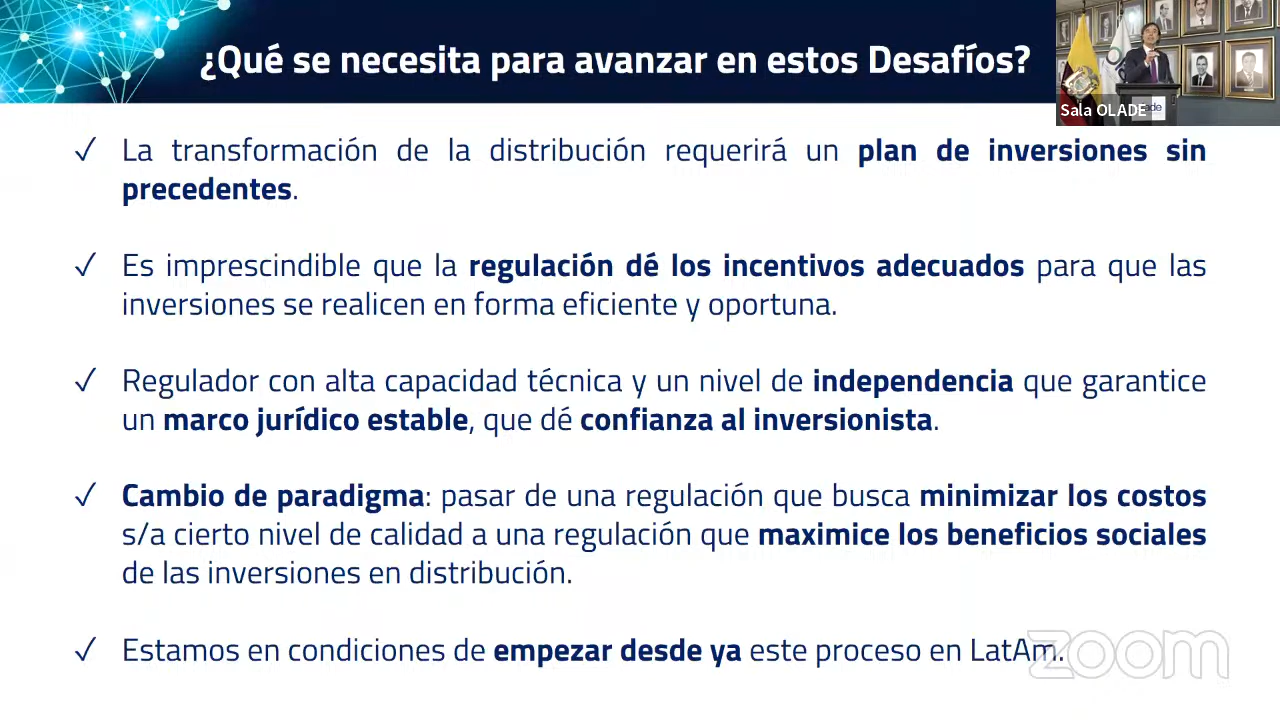 ¿Qué se necesita para avanzar en estos Desafíos?
Sala OLADE
✓ La transformación de la distribución requerirá un plan de inversiones sin
precedentes.
✓ Es imprescindible que la regulación dé los incentivos adecuados para que las
inversiones se realicen en forma eficiente y oportuna.
✓ Regulador con alta capacidad técnica y un nivel de independencia que garantice
un marco jurídico estable, que dé confianza al inversionista.
✓ Cambio de paradigma: pasar de una regulación que busca minimizar los costos
s/a cierto nivel de calidad a una regulación que maximice los beneficios sociales
de las inversiones en distribución.
✓ Estamos en condiciones de empezar desde ya este proceso en LatAm.
zoom